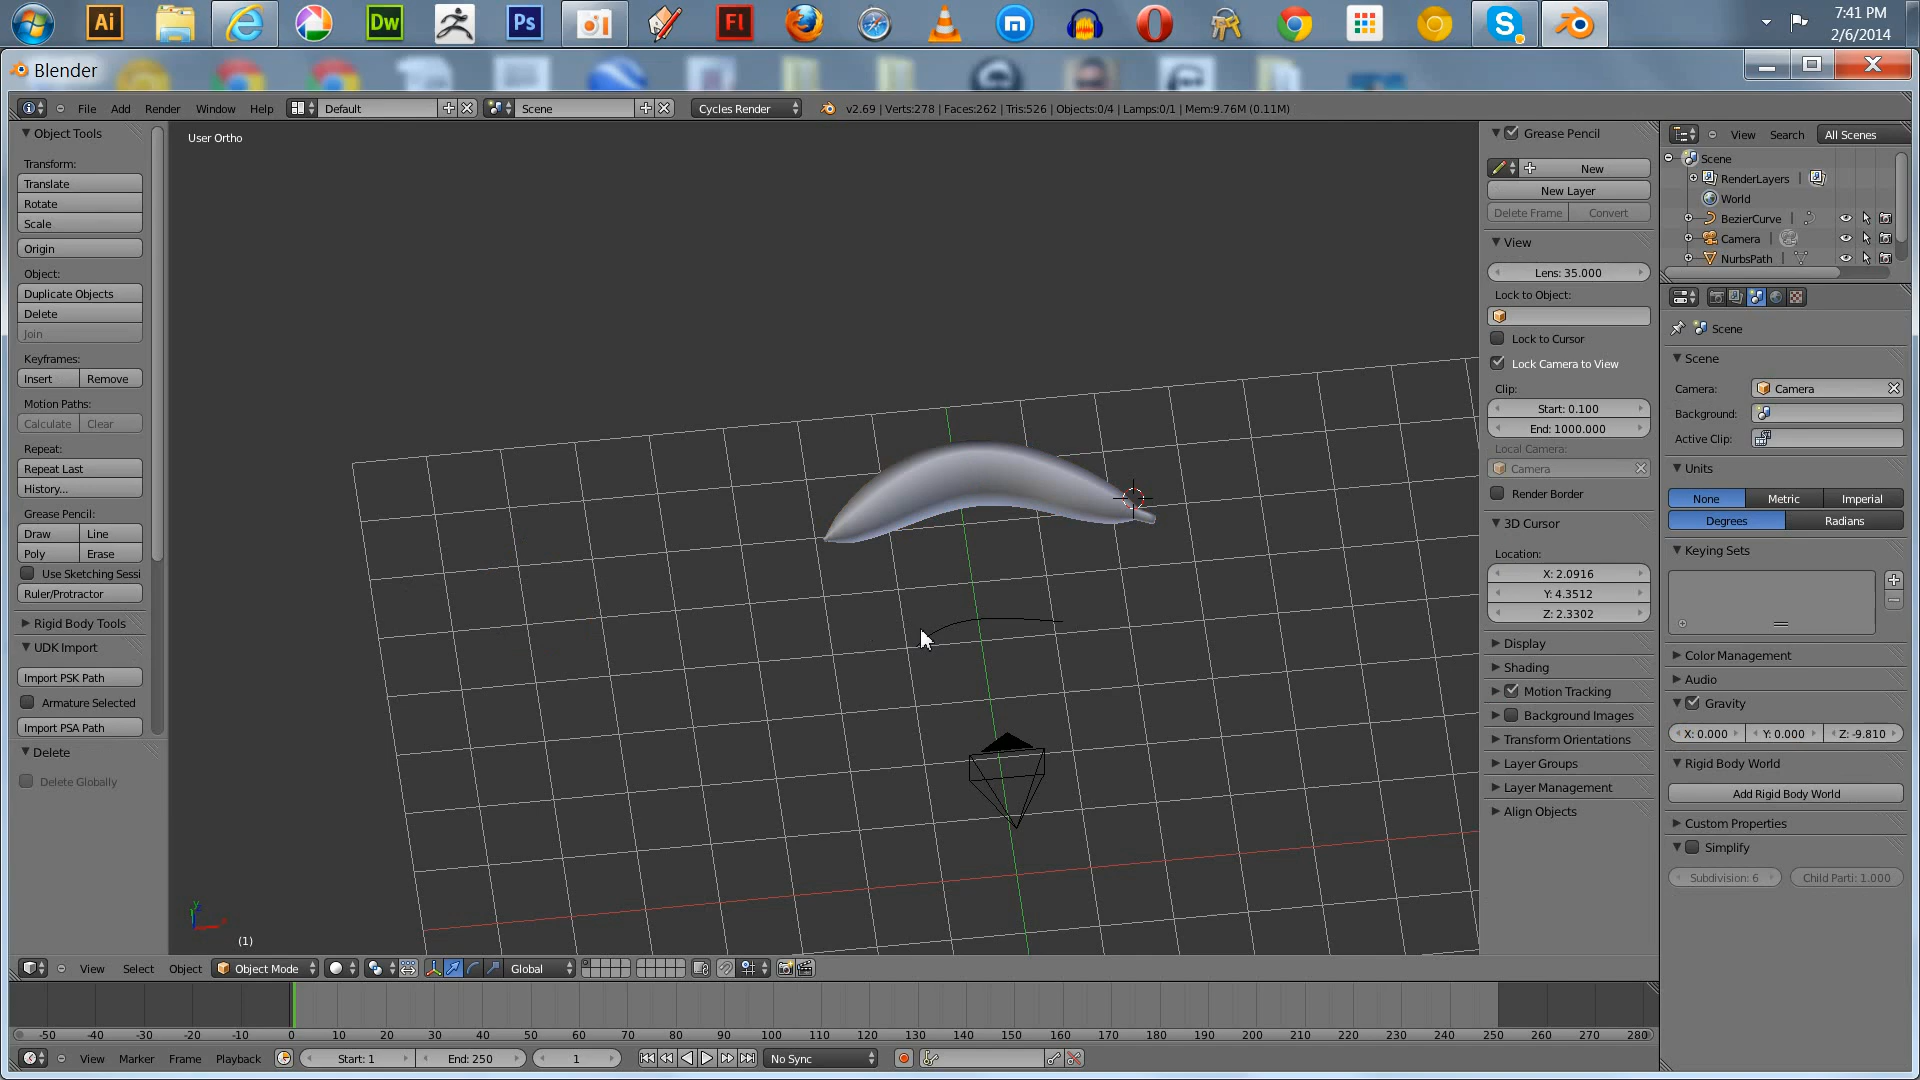 Ai
Dw
Ps
Fl
7:41 PM
2/6/2014
Blender
File Add Render Window Help Default Scene Cycles Render v2.69 | Verts:278 | Faces:262 | Tris:526 | Objects:0/4 | Lamps:0/1 | Mem:9.76M (0.11M)
Object Tools
Transform:
Translate
Rotate
Scale
Origin
Object:
Duplicate Objects
Delete
Join
Keyframes:
Insert Remove
Motion Paths:
Calculate Clear
Repeat:
Repeat Last
History...
Grease Pencil:
Draw Line
Poly Erase
Use Sketching Sessi
Ruler/Protractor
Rigid Body Tools
UDK Import
Import PSK Path
Armature Selected
Import PSA Path
Delete
Delete Globally
User Ortho
(1)
Grease Pencil
New
New Layer
Delete Frame Convert
View
Lens: 35.000
Lock to Object:
Lock to Cursor
Lock Camera to View
Clip:
Start: 0.100
End: 1000.000
Local Camera:
Camera
Render Border
3D Cursor
Location:
X: 2.0916
Y: 4.3512
Z: 2.3302
Display
Shading
Motion Tracking
Background Images
Transform Orientations
Layer Groups
Layer Management
Align Objects
View Search All Scenes
Scene
RenderLayers
World
BezierCurve
Camera
NurbsPath
Scene
Scene
Camera: Camera
Background:
Active Clip:
Units
None Metric Imperial
Degrees Radians
Keying Sets
Color Management
Audio
Gravity
X: 0.000 Y: 0.000 Z: -9.810
Rigid Body World
Add Rigid Body World
Custom Properties
Simplify
Subdivision: 6 Child Parti: 1.000
View Select Object Object Mode Global
-50 -40 -30 -20 -10 0 10 20 30 40 50 60 70 80 90 100 110 120 130 140 150 160 170 180 190 200 210 220 230 240 250 260 270 280
View Marker Frame Playback Start: 1 End: 250 1 No Sync